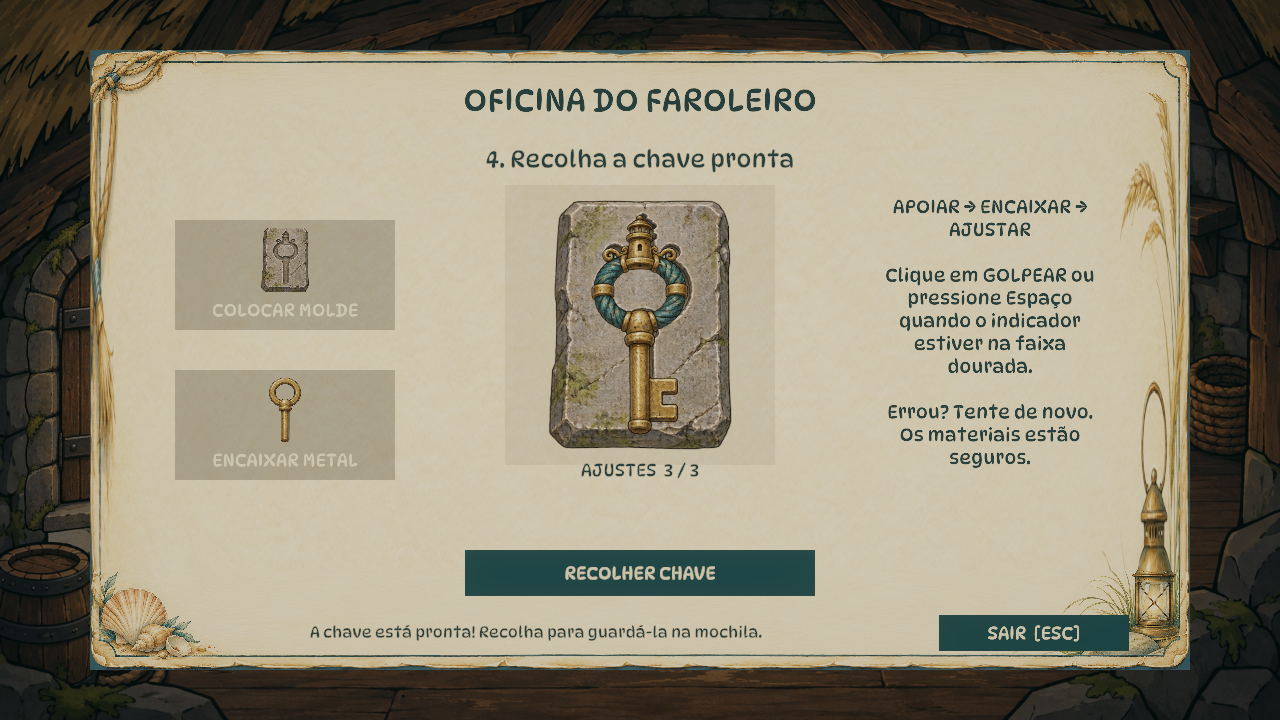 OFICINA DO FAROLEIRO
4. Recolha a chave pronta
COLOCAR MOLDE
ENCAIXAR METAL
AJUSTES 3 / 3
APOIAR → ENCAIXAR →
AJUSTAR
Clique em GOLPEAR ou
pressione Espaço
quando o indicador
estiver na faixa
dourada.
Errou? Tente de novo.
Os materiais estão
seguros.
RECOLHER CHAVE
A chave está pronta! Recolha para guardá-la na mochila.
SAIR [ESC]